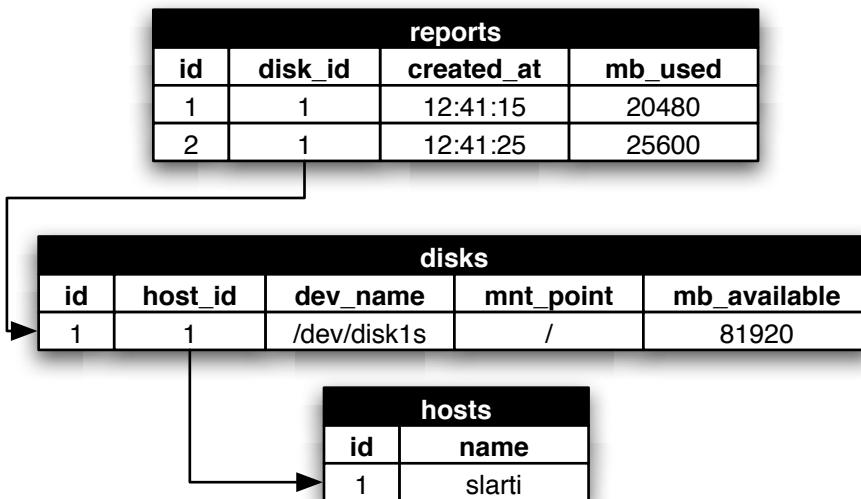 reports
id disk_id created_at mb_used
1 1 12:41:15 20480
2 1 12:41:25 25600
disks
id host_id dev_name mnt_point mb_available
1 1 /dev/disk1s / 81920
hosts
id name
1 slarti